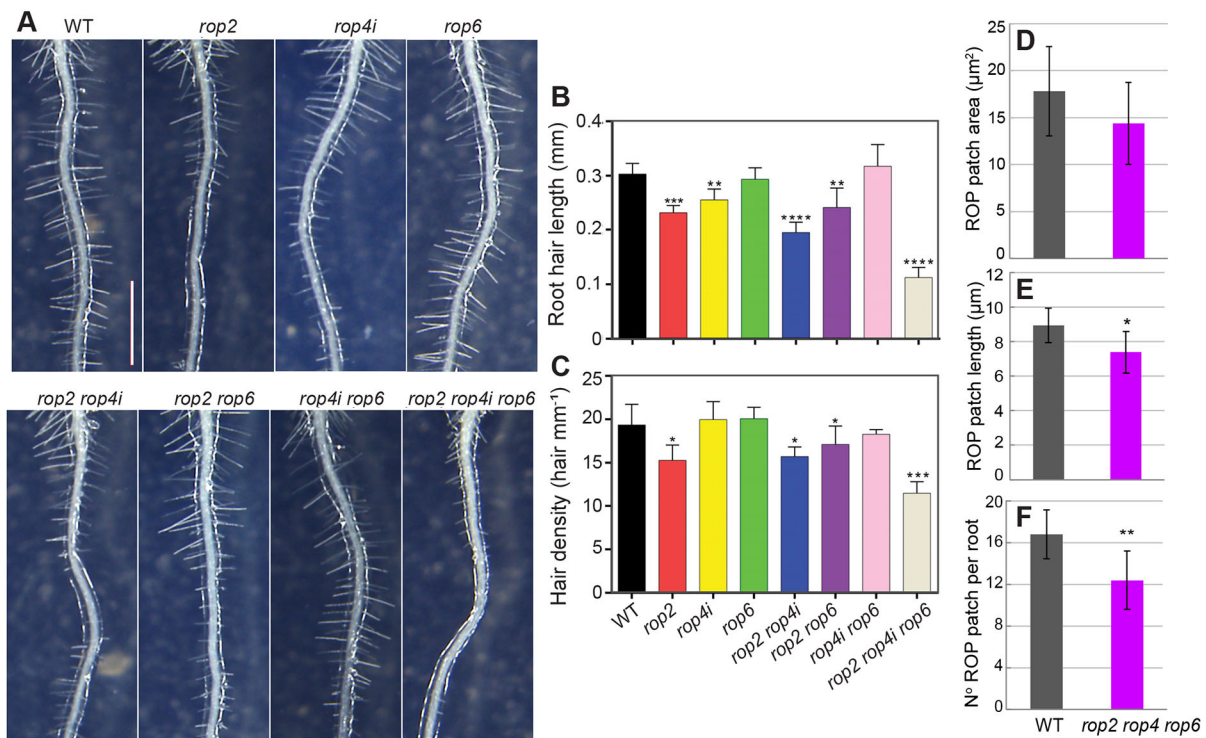 A
WT
rop2
rop4i
rop6
rop2 rop4i
rop2 rop6
rop4i rop6
rop2 rop4i rop6
B
Root hair length (mm)
0.4
0.3
0.2
0.1
0
***
**
****
**
****
C
Hair density (hair mm⁻¹)
25
20
15
10
5
0
*
*
*
***
WT
rop2
rop4i
rop6
rop2 rop4i
rop2 rop6
rop4i rop6
rop2 rop4i rop6
D
ROP patch area (µm²)
25
20
15
10
5
0
E
ROP patch length (µm)
12
10
8
6
4
2
0
*
F
Nº ROP patch per root
20
16
12
8
4
0
**
WT
rop2 rop4 rop6